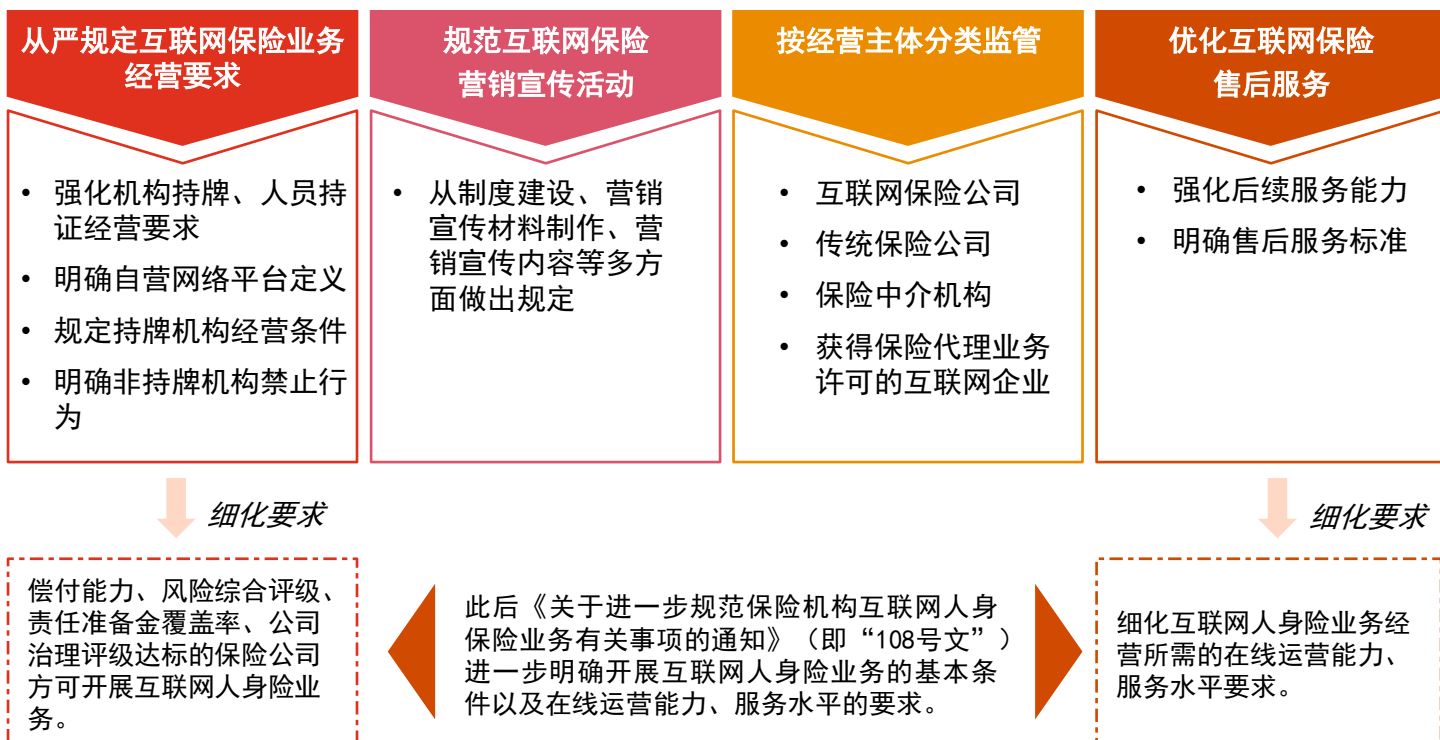 从严规定互联网保险业务
经营要求
• 强化机构持牌、人员持
证经营要求
• 明确自营网络平台定义
• 规定持牌机构经营条件
• 明确非持牌机构禁止行
为
规范互联网保险
营销宣传活动
• 从制度建设、营销
宣传材料制作、营
销宣传内容等多方
面做出规定
按经营主体分类监管
• 互联网保险公司
• 传统保险公司
• 保险中介机构
• 获得保险代理业务
许可的互联网企业
优化互联网保险
售后服务
• 强化后续服务能力
• 明确售后服务标准
细化要求
细化要求
偿付能力、风险综合评级、
责任准备金覆盖率、公司
治理评级达标的保险公司
方可开展互联网人身险业
务。
此后《关于进一步规范保险机构互联网人身
保险业务有关事项的通知》（即“108号文”）
进一步明确开展互联网人身险业务的基本条
件以及在线运营能力、服务水平的要求。
细化互联网人身险业务经
营所需的在线运营能力、
服务水平要求。